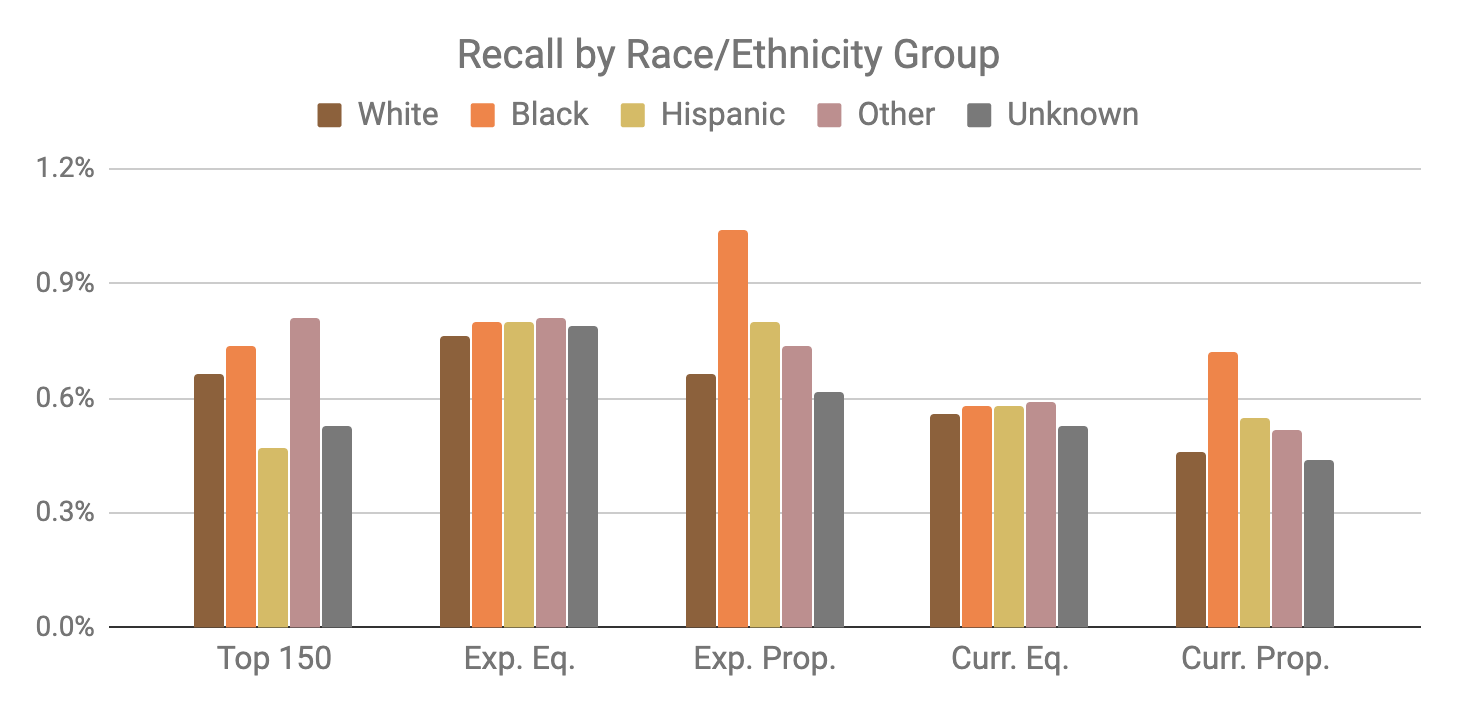 Recall by Race/Ethnicity Group
White Black Hispanic Other Unknown
1.2%
0.9%
0.6%
0.3%
0.0%
Top 150 Exp. Eq. Exp. Prop. Curr. Eq. Curr. Prop.